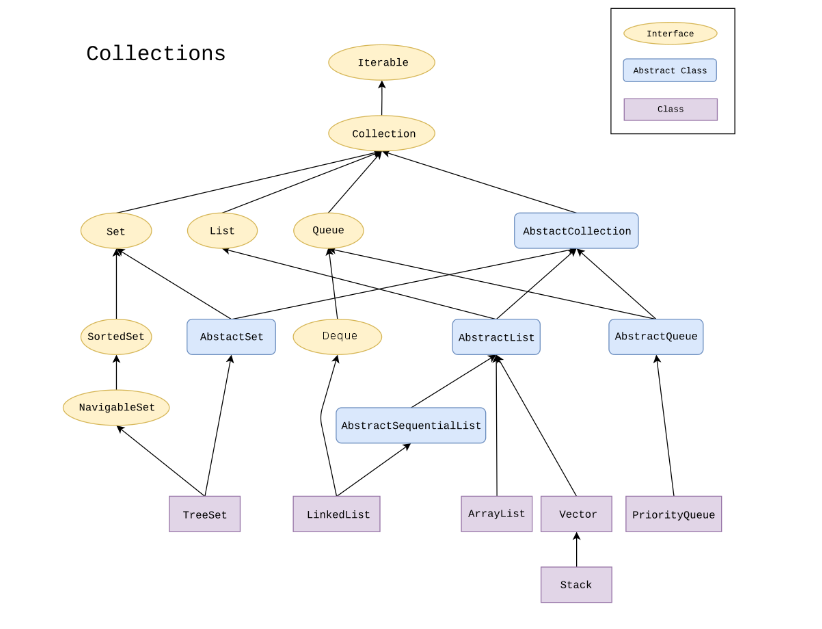 Collections
Interface
Abstract Class
Class
Iterable
Collection
Set
List
Queue
AbstactCollection
SortedSet
AbstactSet
Deque
AbstractList
AbstractQueue
NavigableSet
AbstractSequentialList
TreeSet
LinkedList
ArrayList
Vector
PriorityQueue
Stack